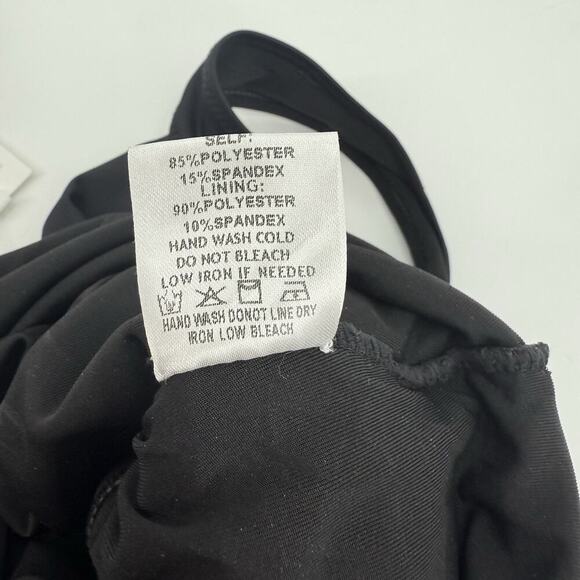 SELF:
85%POLYESTER
15%SPANDEX
LINING:
90%POLYESTER
10%SPANDEX
HAND WASH COLD
DO NOT BLEACH
LOW IRON IF NEEDED
HAND WASH DONOT LINE DRY
IRON LOW BLEACH